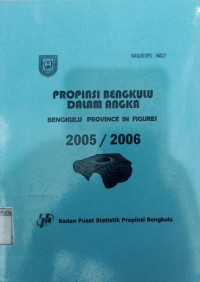 PROPINSI BENGKULU
DALAM ANGKA
BENGKULU PROVINCE IN FIGURES
2005 / 2006
Badan Pusat Statistik Propinsi Bengkulu